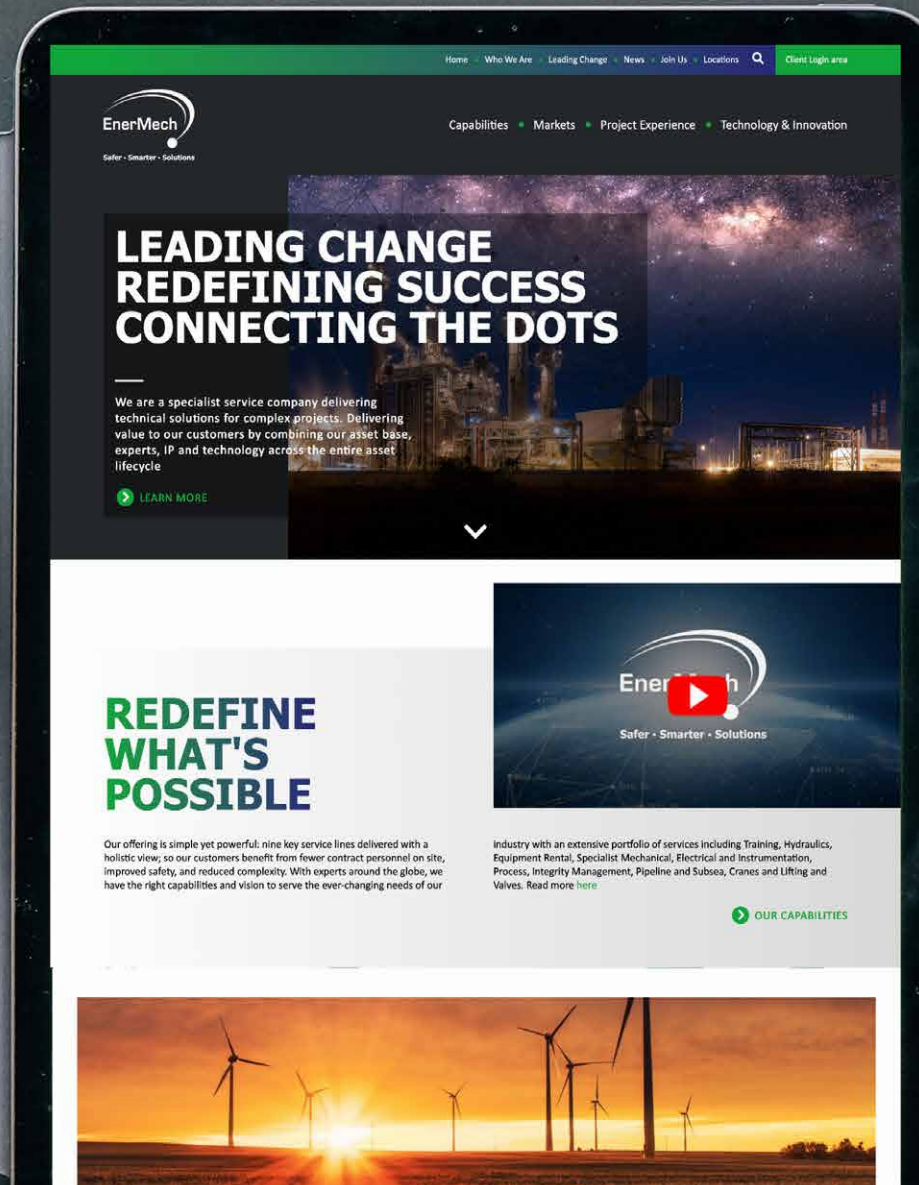 Home Who We Are Leading Change News Join Us Locations Client Login area
EnerMech
Safer • Smarter • Solutions
Capabilities • Markets • Project Experience • Technology & Innovation
LEADING CHANGE
REDEFINING SUCCESS
CONNECTING THE DOTS
We are a specialist service company delivering
technical solutions for complex projects. Delivering
value to our customers by combining our asset base,
experts, IP and technology across the entire asset
lifecycle
LEARN MORE
EnerMech
Safer • Smarter • Solutions
REDEFINE
WHAT'S
POSSIBLE
Our offering is simple yet powerful: nine key service lines delivered with a
holistic view; so our customers benefit from fewer contract personnel on site,
improved safety, and reduced complexity. With experts around the globe, we
have the right capabilities and vision to serve the ever-changing needs of our
industry with an extensive portfolio of services including Training, Hydraulics,
Equipment Rental, Specialist Mechanical, Electrical and Instrumentation,
Process, Integrity Management, Pipeline and Subsea, Cranes and Lifting and
Valves. Read more here
OUR CAPABILITIES